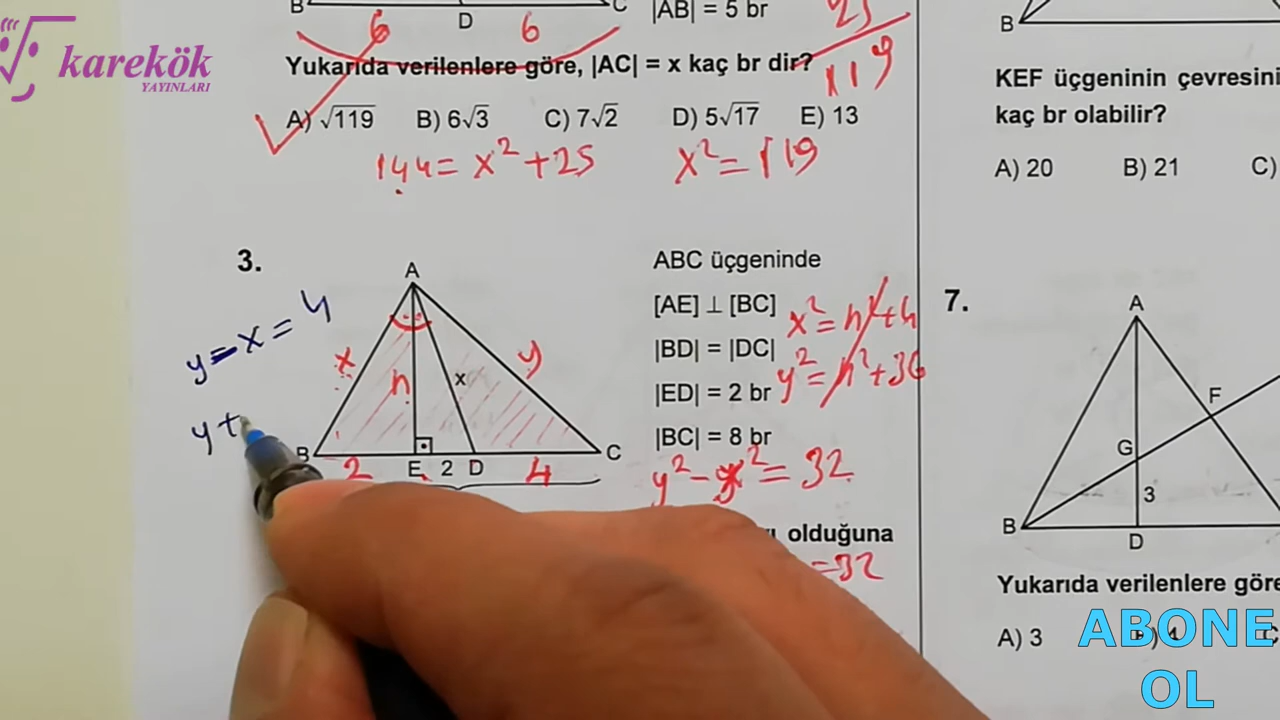 karekök
YAYINLARI
B D C
6 6
|AB| = 5 br
Yukarıda verilenlere göre, |AC| = x kaç br dir?
119
A) √119 B) 6√3 C) 7√2 D) 5√17 E) 13
144 = x² + 25 x² = 119
3.
A
B E 2 D C
x h x y
2 4
y - x = 4
y +
ABC üçgeninde
[AE] ⊥ [BC]
|BD| = |DC|
|ED| = 2 br
|BC| = 8 br
x² = h² + 4
y² = h² + 36
y² - x² = 32
olduğuna
= 32
B
KEF üçgeninin çevresini
kaç br olabilir?
A) 20 B) 21 C)
7.
A
F
G
3
B D
Yukarıda verilenlere göre
A) 3
ABONE
OL